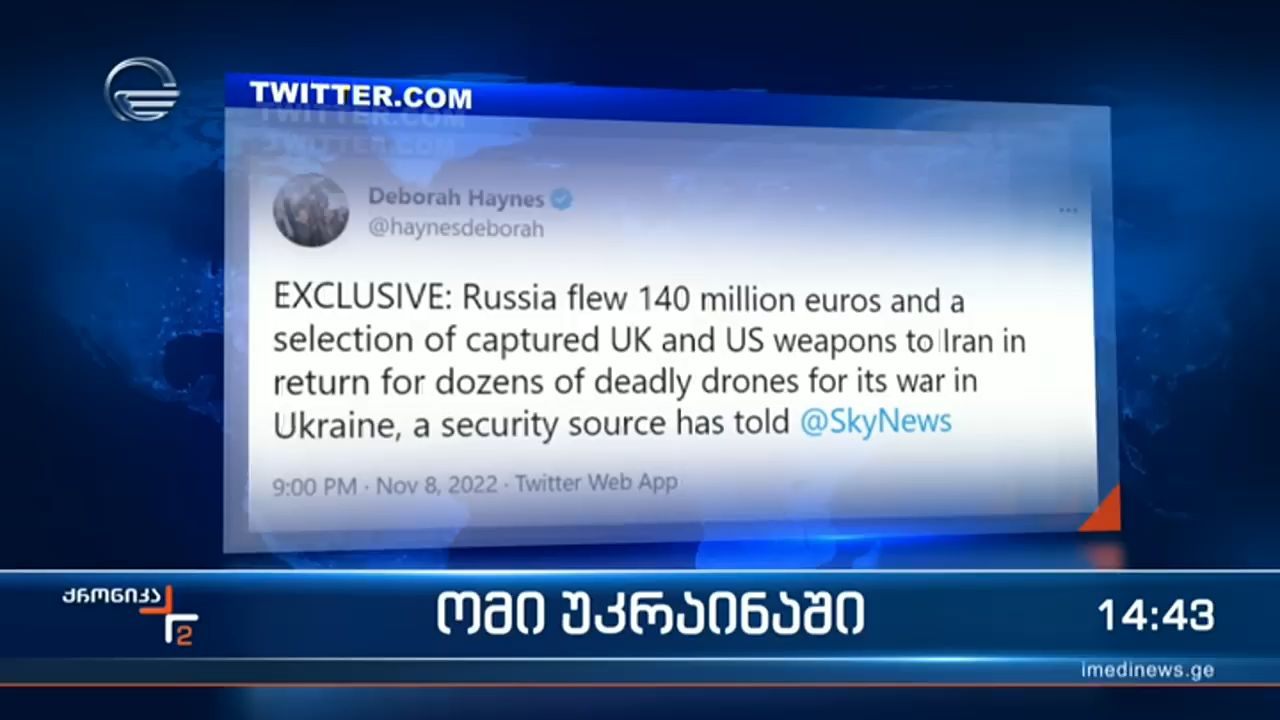 TWITTER.COM
Deborah Haynes
@haynesdeborah
EXCLUSIVE: Russia flew 140 million euros and a
selection of captured UK and US weapons to Iran in
return for dozens of deadly drones for its war in
Ukraine, a security source has told @SkyNews
9:00 PM · Nov 8, 2022 · Twitter Web App
ქრონიკა
2
ომი უკრაინაში
14:43
imedinews.ge